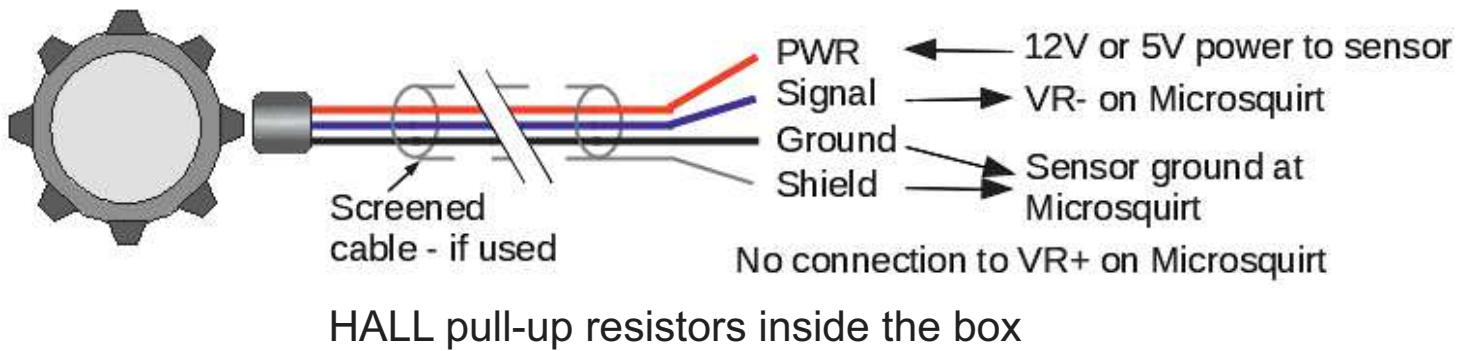 PWR
12V or 5V power to sensor
Signal
VR- on Microsquirt
Ground
Shield
Sensor ground at
Microsquirt
Screened
cable - if used
No connection to VR+ on Microsquirt
HALL pull-up resistors inside the box